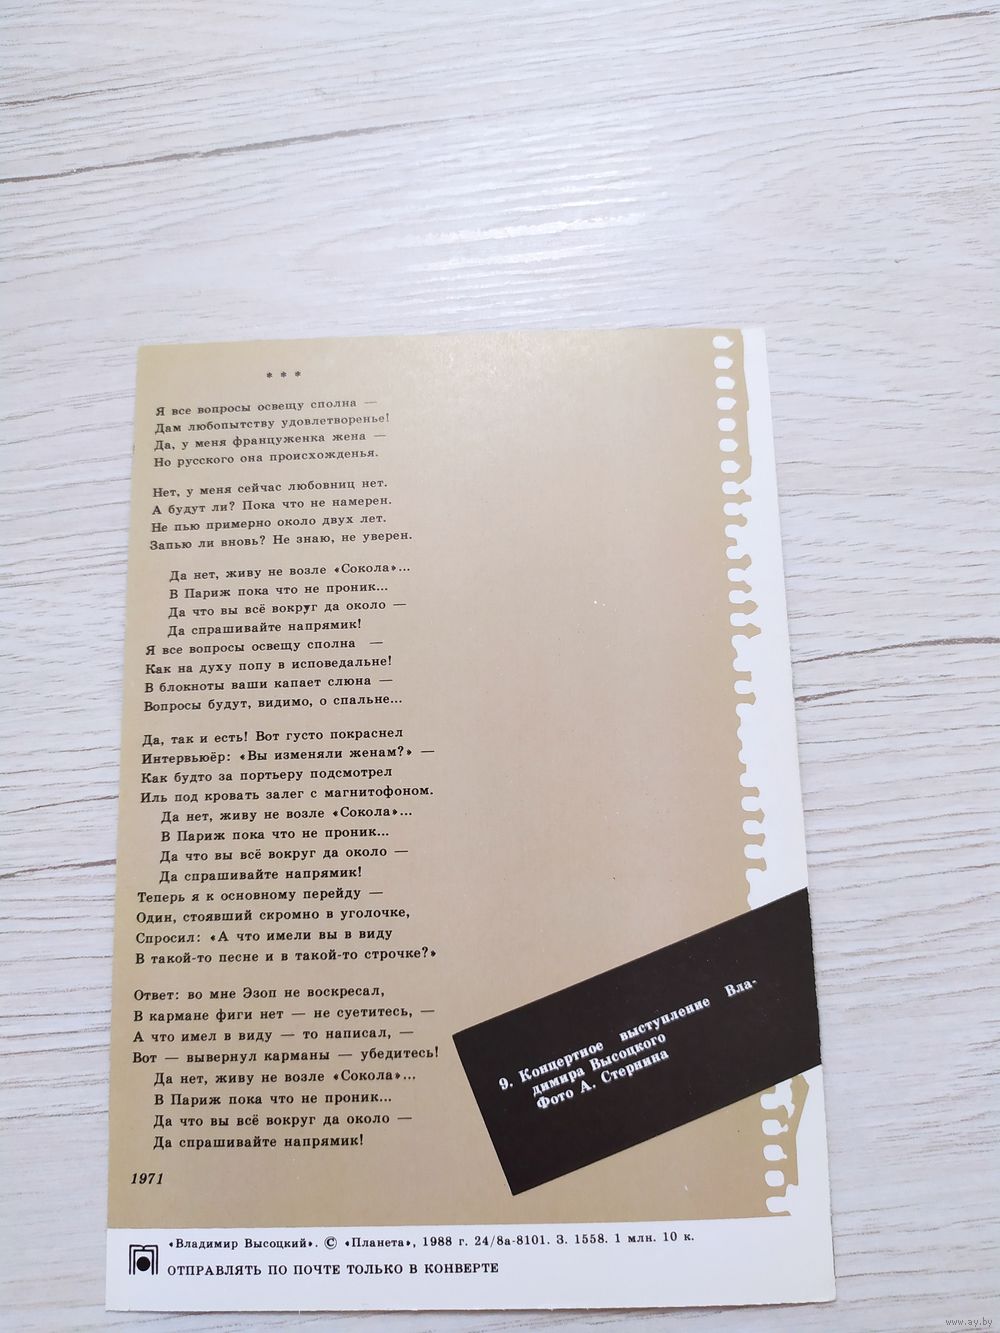 * * *
Я все вопросы освещу сполна —
Дам любопытству удовлетворенье!
Да, у меня француженка жена —
Но русского она происхожденья.
Нет, у меня сейчас любовниц нет.
А будут ли? Пока что не намерен.
Не пью примерно около двух лет.
Запью ли вновь? Не знаю, не уверен.
Да нет, живу не возле «Сокола»...
В Париж пока что не проник...
Да что вы всё вокруг да около —
Да спрашивайте напрямик!
Я все вопросы освещу сполна —
Как на духу попу в исповедальне!
В блокноты ваши капает слюна —
Вопросы будут, видимо, о спальне...
Да, так и есть! Вот густо покраснел
Интервьюёр: «Вы изменяли женам?» —
Как будто за портьеру подсмотрел
Иль под кровать залег с магнитофоном.
Да нет, живу не возле «Сокола»...
В Париж пока что не проник...
Да что вы всё вокруг да около —
Да спрашивайте напрямик!
Теперь я к основному перейду —
Один, стоявший скромно в уголочке,
Спросил: «А что имели вы в виду
В такой-то песне и в такой-то строчке?»
Ответ: во мне Эзоп не воскресал,
В кармане фиги нет — не суетитесь, —
А что имел в виду — то написал, —
Вот — вывернул карманы — убедитесь!
Да нет, живу не возле «Сокола»...
В Париж пока что не проник...
Да что вы всё вокруг да около —
Да спрашивайте напрямик!
1971
9. Концертное выступление Вла-
димира Высоцкого
Фото А. Стернина
«Владимир Высоцкий». © «Планета», 1988 г. 24/8а-8101. З. 1558. 1 млн. 10 к.
ОТПРАВЛЯТЬ ПО ПОЧТЕ ТОЛЬКО В КОНВЕРТЕ
www.ay.by